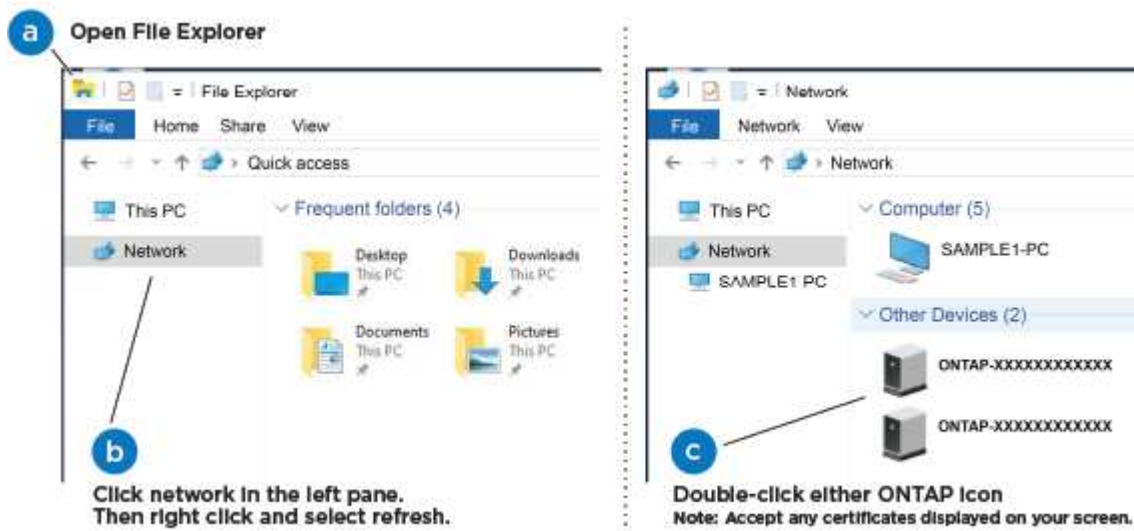 a
Open File Explorer
File Explorer
File Home Share View
Quick access
This PC
Network
Frequent folders (4)
Desktop
This PC
Downloads
This PC
Documents
This PC
Pictures
This PC
b
Click network in the left pane.
Then right click and select refresh.
Network
File Network View
Network
This PC
Network
SAMPLE1 PC
Computer (5)
SAMPLE1-PC
Other Devices (2)
ONTAP-XXXXXXXXXXXX
ONTAP-XXXXXXXXXXXX
c
Double-click either ONTAP icon
Note: Accept any certificates displayed on your screen.